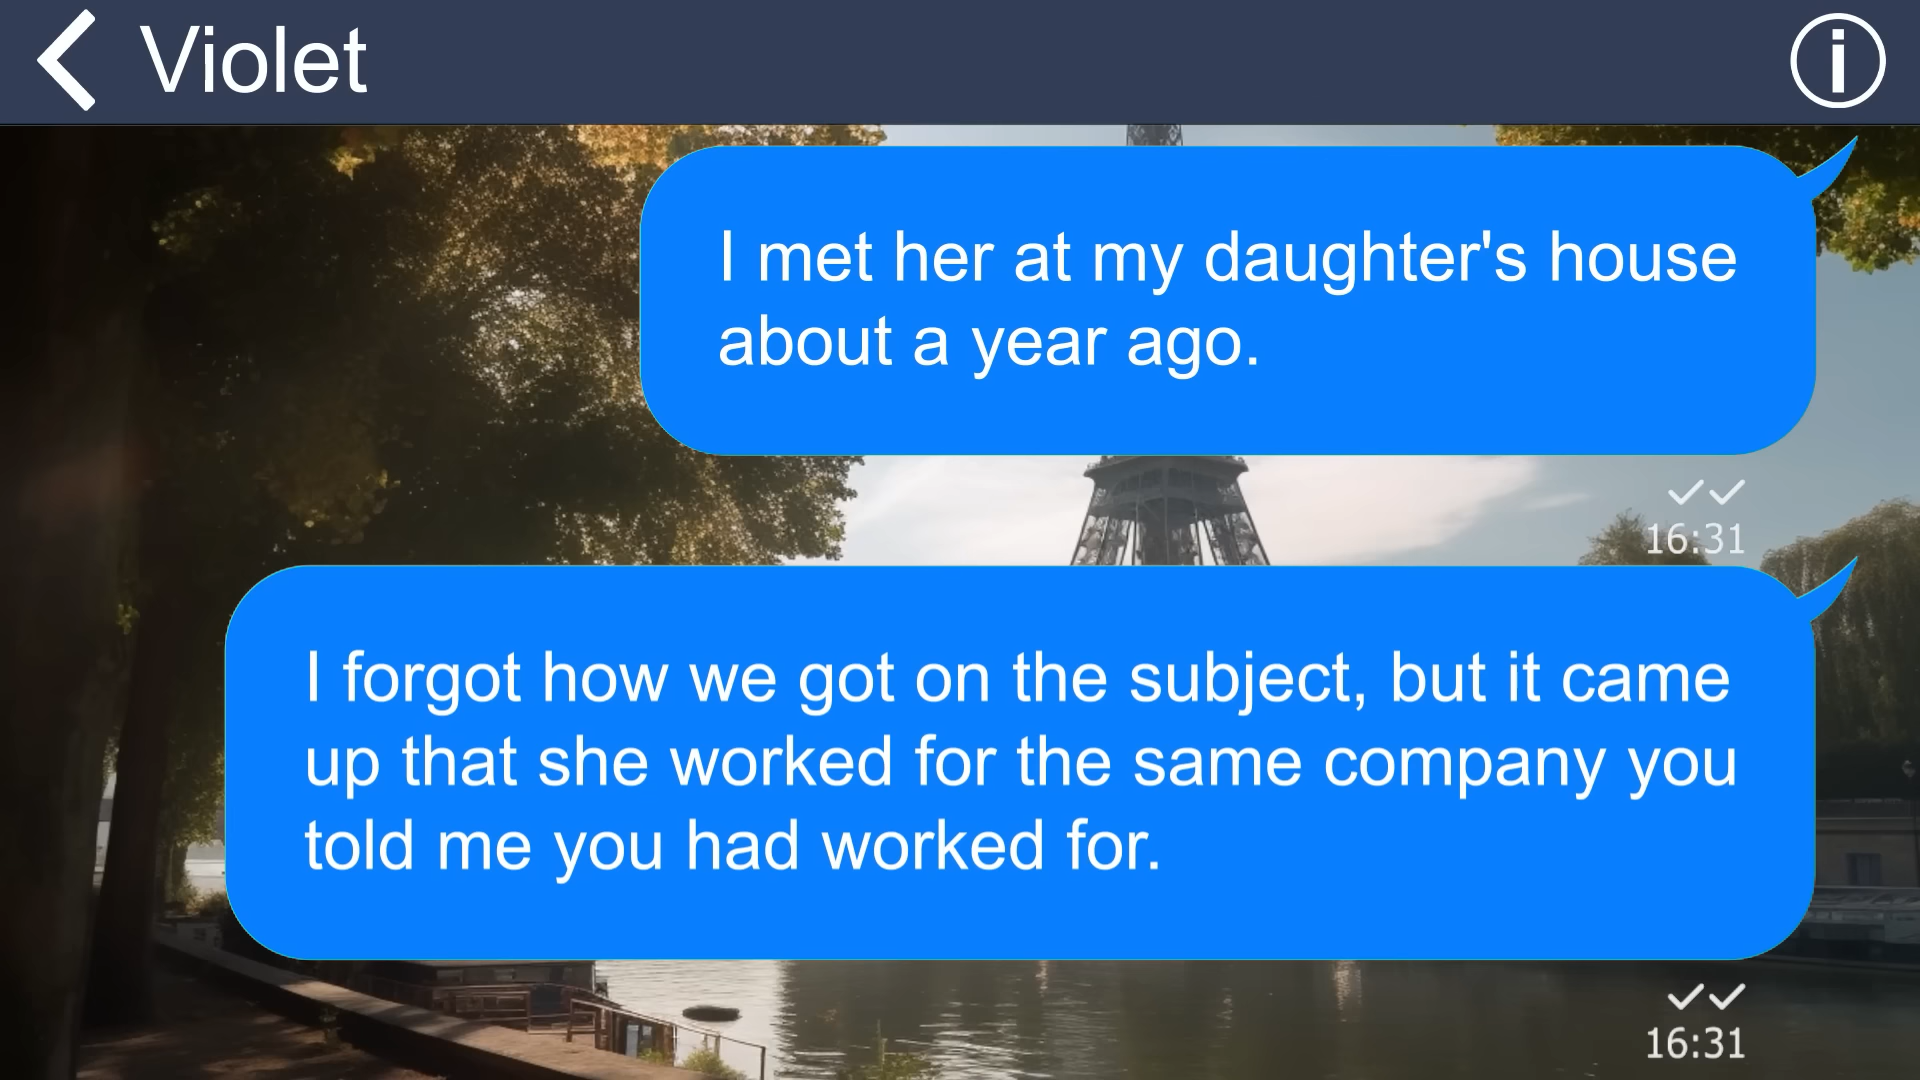 Violet
I met her at my daughter's house
about a year ago.
16:31
I forgot how we got on the subject, but it came
up that she worked for the same company you
told me you had worked for.
16:31